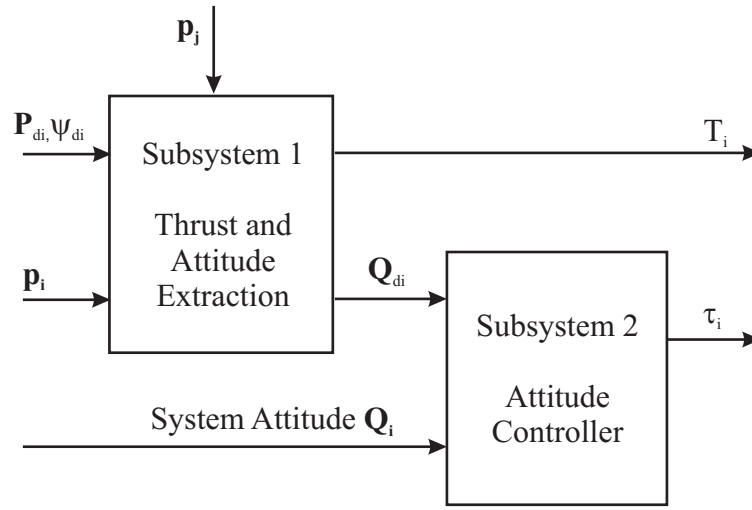 p_j
P_di, ψ_di
Subsystem 1
T_i
Thrust and
Attitude
Extraction
p_i
Q_di
Subsystem 2
τ_i
Attitude
Controller
System Attitude Q_i